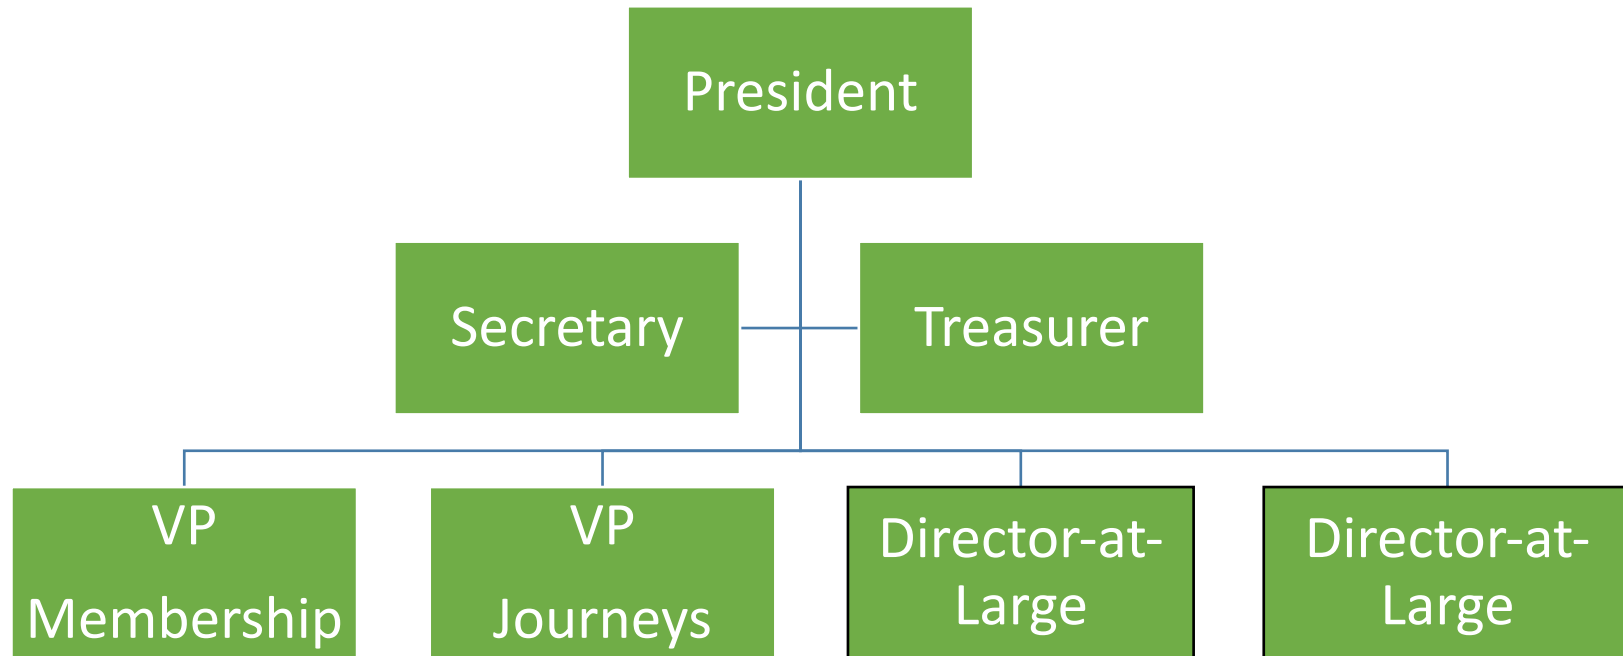 President
Secretary
Treasurer
VP
Membership
VP
Journeys
Director-at-
Large
Director-at-
Large